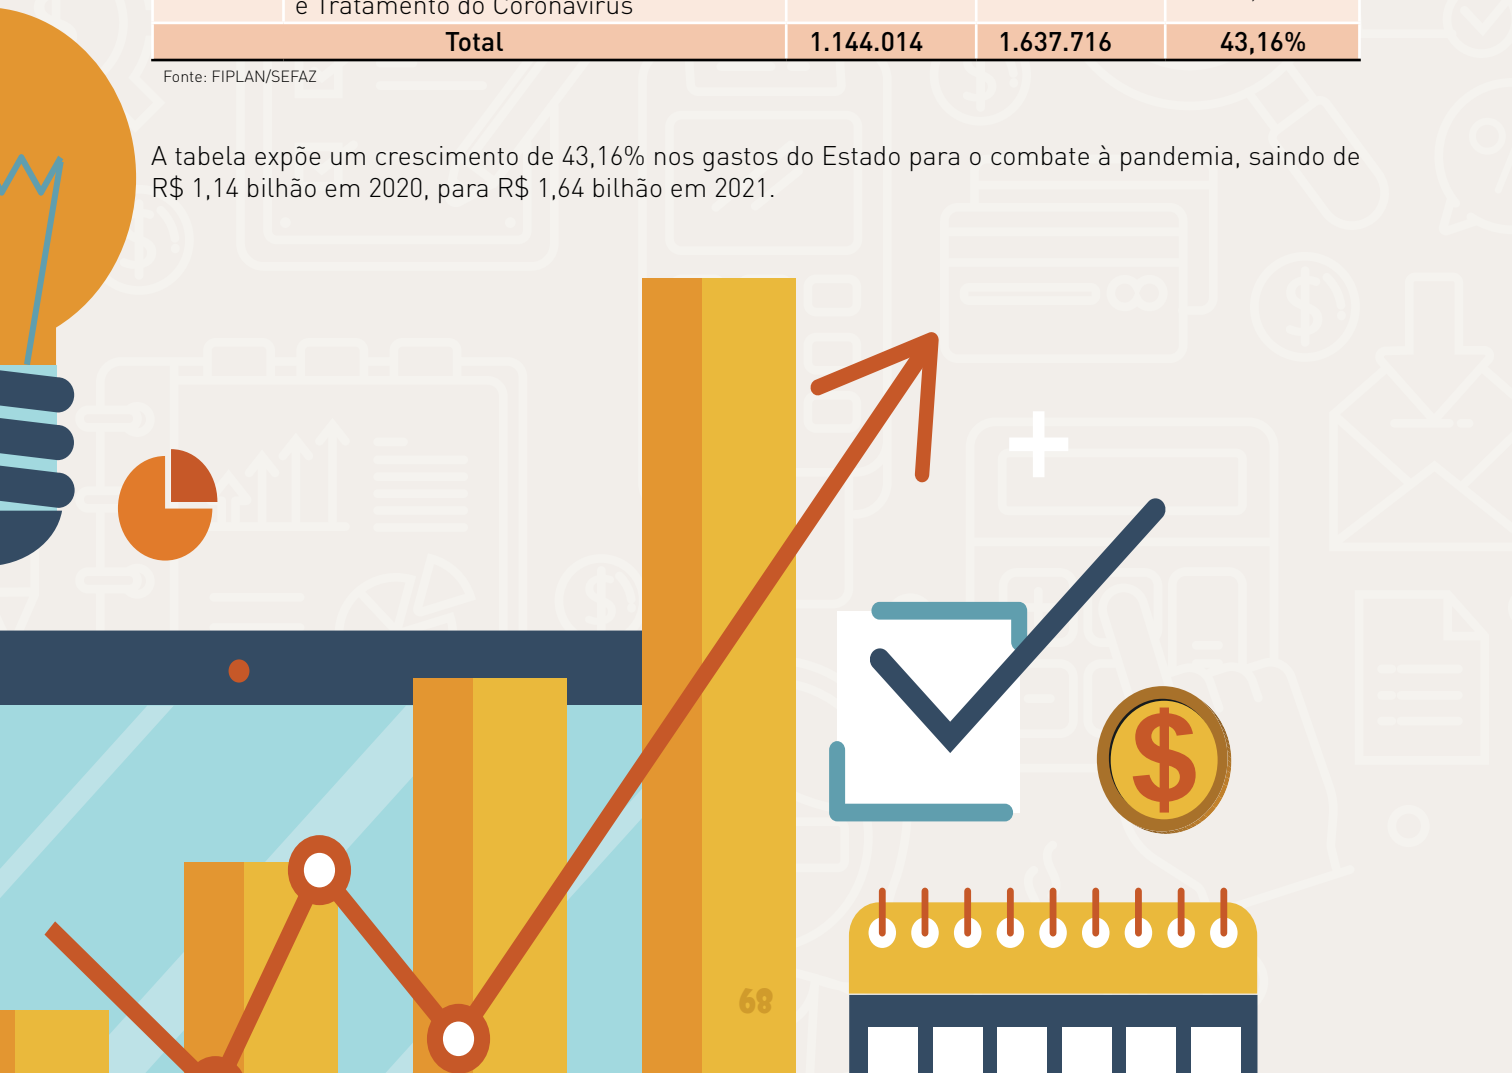 e Tratamento do Coronavírus
Total 1.144.014 1.637.716 43,16%
Fonte: FIPLAN/SEFAZ
A tabela expõe um crescimento de 43,16% nos gastos do Estado para o combate à pandemia, saindo de
R$ 1,14 bilhão em 2020, para R$ 1,64 bilhão em 2021.
$
68